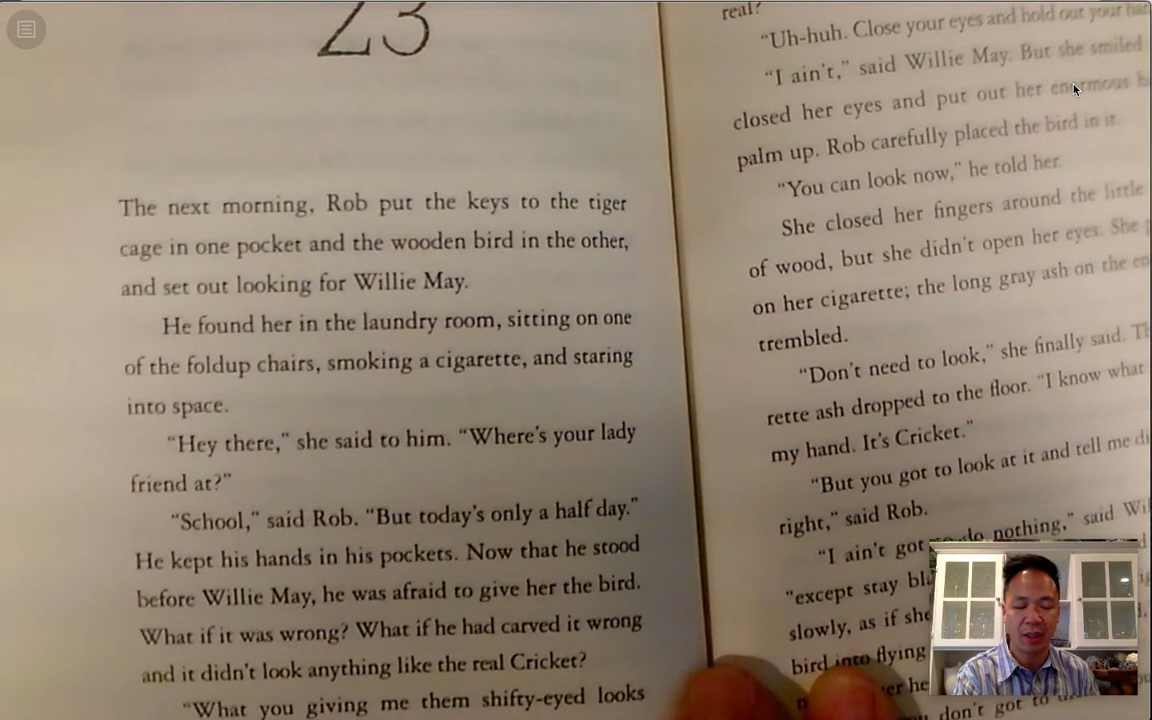 23
The next morning, Rob put the keys to the tiger
cage in one pocket and the wooden bird in the other,
and set out looking for Willie May.
He found her in the laundry room, sitting on one
of the foldup chairs, smoking a cigarette, and staring
into space.
"Hey there," she said to him. "Where's your lady
friend at?"
"School," said Rob. "But today's only a half day."
He kept his hands in his pockets. Now that he stood
before Willie May, he was afraid to give her the bird.
What if it was wrong? What if he had carved it wrong
and it didn't look anything like the real Cricket?
"What you giving me them shifty-eyed looks
real?
"Uh-huh. Close your eyes and hold out your
"I ain't," said Willie May. But she smiled
closed her eyes and put out her enormous
palm up. Rob carefully placed the bird in it.
"You can look now," he told her.
She closed her fingers around the little
of wood, but she didn't open her eyes. She
on her cigarette; the long gray ash on the
trembled.
"Don't need to look," she finally said.
rette ash dropped to the floor. "I know what
my hand. It's Cricket."
"But you got to look at it and tell me
right," said Rob.
"I ain't got to do nothing," said
"except stay
slowly, as if she
bird into flying
don't got to